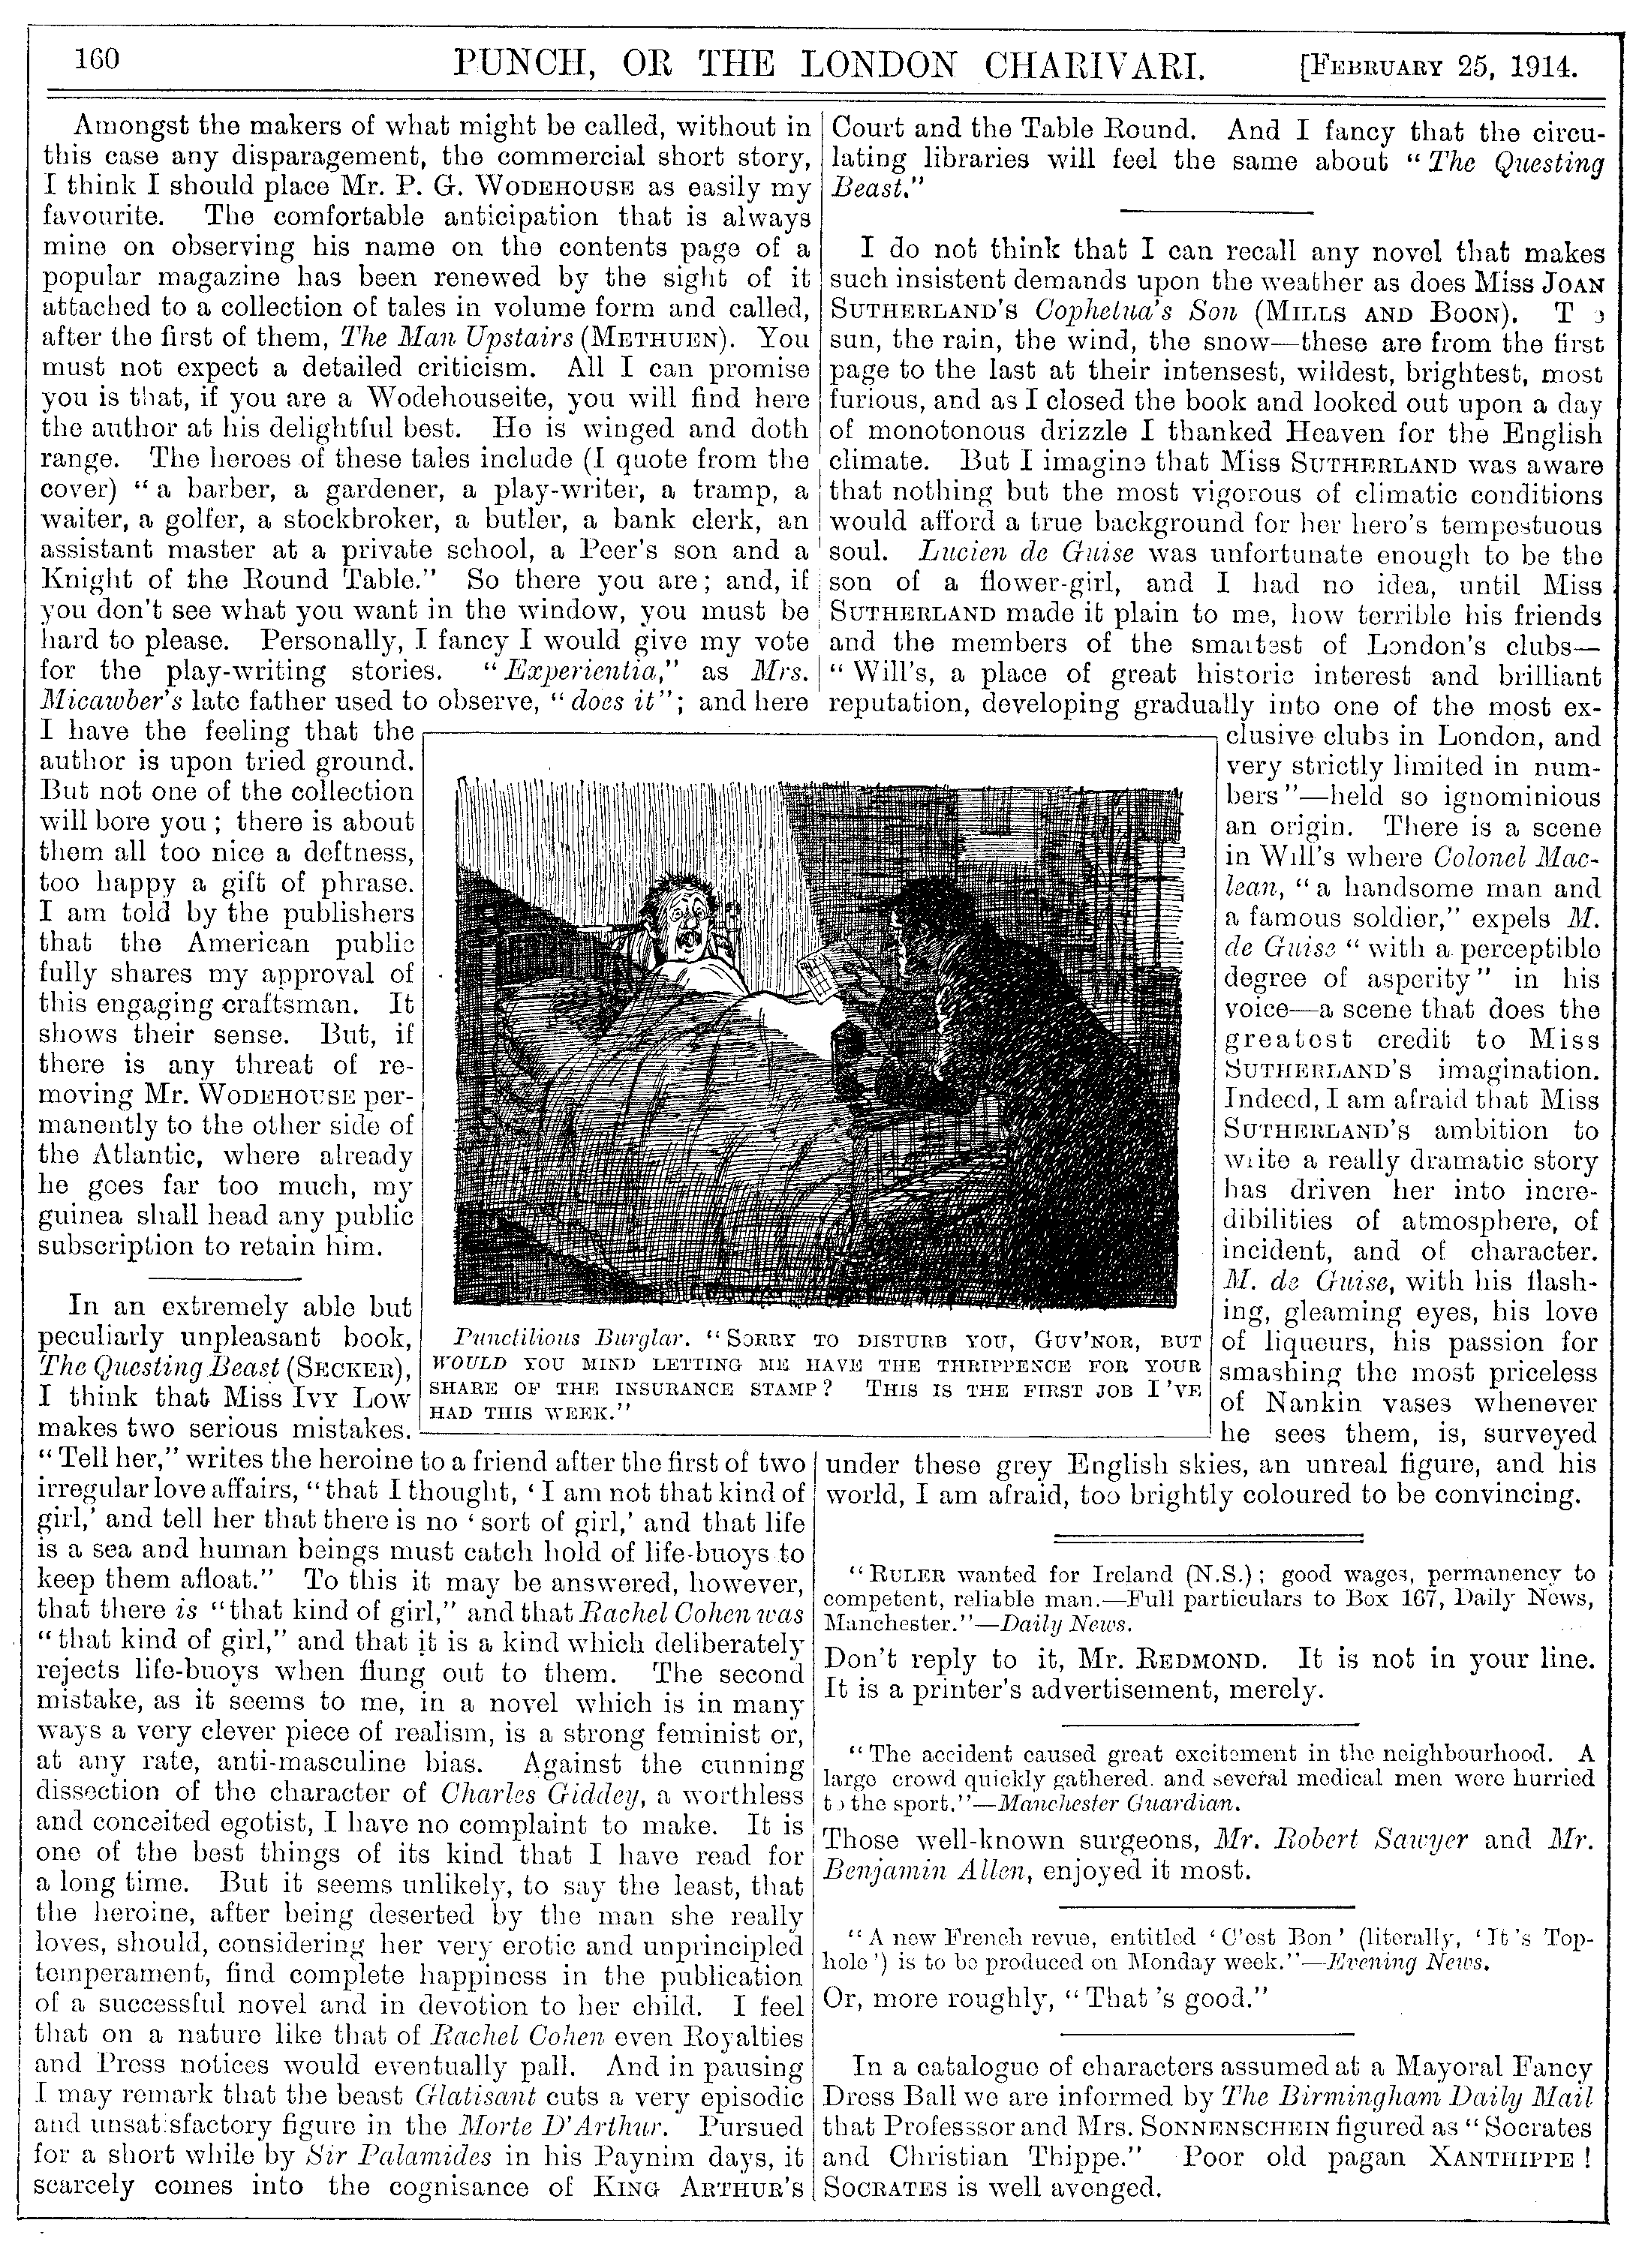 160
PUNCH, OR THE LONDON CHARIVARI.
[FEBRUARY 25, 1914.
Amongst the makers of what might be called, without in
this case any disparagement, the commercial short story,
I think I should place Mr. P. G. WODEHOUSE as easily my
favourite. The comfortable anticipation that is always
mine on observing his name on the contents page of a
popular magazine has been renewed by the sight of it
attached to a collection of tales in volume form and called,
after the first of them, The Man Upstairs (METHUEN). You
must not expect a detailed criticism. All I can promise
you is that, if you are a Wodehouseite, you will find here
the author at his delightful best. He is winged and doth
range. The heroes of these tales include (I quote from the
cover) "a barber, a gardener, a play-writer, a tramp, a
waiter, a golfer, a stockbroker, a butler, a bank clerk, an
assistant master at a private school, a Peer's son and a
Knight of the Round Table." So there you are; and, if
you don't see what you want in the window, you must be
hard to please. Personally, I fancy I would give my vote
for the play-writing stories. "Experientia," as Mrs.
Micawber's late father used to observe, "does it"; and here
I have the feeling that the
author is upon tried ground.
But not one of the collection
will bore you; there is about
them all too nice a deftness,
too happy a gift of phrase.
I am told by the publishers
that the American public
fully shares my approval of
this engaging craftsman. It
shows their sense. But, if
there is any threat of re-
moving Mr. WODEHOUSE per-
manently to the other side of
the Atlantic, where already
he goes far too much, my
guinea shall head any public
subscription to retain him.
In an extremely able but
peculiarly unpleasant book,
The Questing Beast (SECKER),
I think that Miss IVY LOW
makes two serious mistakes.
"Tell her," writes the heroine to a friend after the first of two
irregular love affairs, "that I thought, 'I am not that kind of
girl,' and tell her that there is no 'sort of girl,' and that life
is a sea and human beings must catch hold of life-buoys to
keep them afloat." To this it may be answered, however,
that there is "that kind of girl," and that Rachel Cohen was
"that kind of girl," and that it is a kind which deliberately
rejects life-buoys when flung out to them. The second
mistake, as it seems to me, in a novel which is in many
ways a very clever piece of realism, is a strong feminist or,
at any rate, anti-masculine bias. Against the cunning
dissection of the character of Charles Giddey, a worthless
and conceited egotist, I have no complaint to make. It is
one of the best things of its kind that I have read for
a long time. But it seems unlikely, to say the least, that
the heroine, after being deserted by the man she really
loves, should, considering her very erotic and unprincipled
temperament, find complete happiness in the publication
of a successful novel and in devotion to her child. I feel
that on a nature like that of Rachel Cohen even Royalties
and Press notices would eventually pall. And in pausing
I may remark that the beast Glatisant cuts a very episodic
and unsatisfactory figure in the Morte D'Arthur. Pursued
for a short while by Sir Palamides in his Paynim days, it
scarcely comes into the cognisance of KING ARTHUR'S
Court and the Table Round. And I fancy that the circu-
lating libraries will feel the same about "The Questing
Beast."
I do not think that I can recall any novel that makes
such insistent demands upon the weather as does Miss JOAN
SUTHERLAND'S Cophetua's Son (MILLS AND BOON). The
sun, the rain, the wind, the snow—these are from the first
page to the last at their intensest, wildest, brightest, most
furious, and as I closed the book and looked out upon a day
of monotonous drizzle I thanked Heaven for the English
climate. But I imagine that Miss SUTHERLAND was aware
that nothing but the most vigorous of climatic conditions
would afford a true background for her hero's tempestuous
soul. Lucien de Guise was unfortunate enough to be the
son of a flower-girl, and I had no idea, until Miss
SUTHERLAND made it plain to me, how terrible his friends
and the members of the smartest of London's clubs—
"Will's, a place of great historic interest and brilliant
reputation, developing gradually into one of the most ex-
clusive clubs in London, and
very strictly limited in num-
bers"—held so ignominious
an origin. There is a scene
in Will's where Colonel Mac-
lean, "a handsome man and
a famous soldier," expels M.
de Guise "with a perceptible
degree of asperity" in his
voice—a scene that does the
greatest credit to Miss
SUTHERLAND'S imagination.
Indeed, I am afraid that Miss
SUTHERLAND'S ambition to
write a really dramatic story
has driven her into incre-
dibilities of atmosphere, of
incident, and of character.
M. de Guise, with his flash-
ing, gleaming eyes, his love
of liqueurs, his passion for
smashing the most priceless
of Nankin vases whenever
he sees them, is, surveyed
under these grey English skies, an unreal figure, and his
world, I am afraid, too brightly coloured to be convincing.
Punctilious Burglar. "SORRY TO DISTURB YOU, GUV'NOR, BUT
WOULD YOU MIND LETTING ME HAVE THE THRIPPENCE FOR YOUR
SHARE OF THE INSURANCE STAMP? THIS IS THE FIRST JOB I'VE
HAD THIS WEEK."
"RULER wanted for Ireland (N.S.); good wages, permanency to
competent, reliable man.—Full particulars to Box 167, Daily News,
Manchester."—Daily News.
Don't reply to it, Mr. REDMOND. It is not in your line.
It is a printer's advertisement, merely.
"The accident caused great excitement in the neighbourhood. A
large crowd quickly gathered. and several medical men were hurried
to the sport."—Manchester Guardian.
Those well-known surgeons, Mr. Robert Sawyer and Mr.
Benjamin Allen, enjoyed it most.
"A new French revue, entitled 'C'est Bon' (literally, 'It's Top-
hole') is to be produced on Monday week."—Evening News.
Or, more roughly, "That's good."
In a catalogue of characters assumed at a Mayoral Fancy
Dress Ball we are informed by The Birmingham Daily Mail
that Professsor and Mrs. SONNENSCHEIN figured as "Socrates
and Christian Thippe." Poor old pagan XANTHIPPE!
SOCRATES is well avenged.